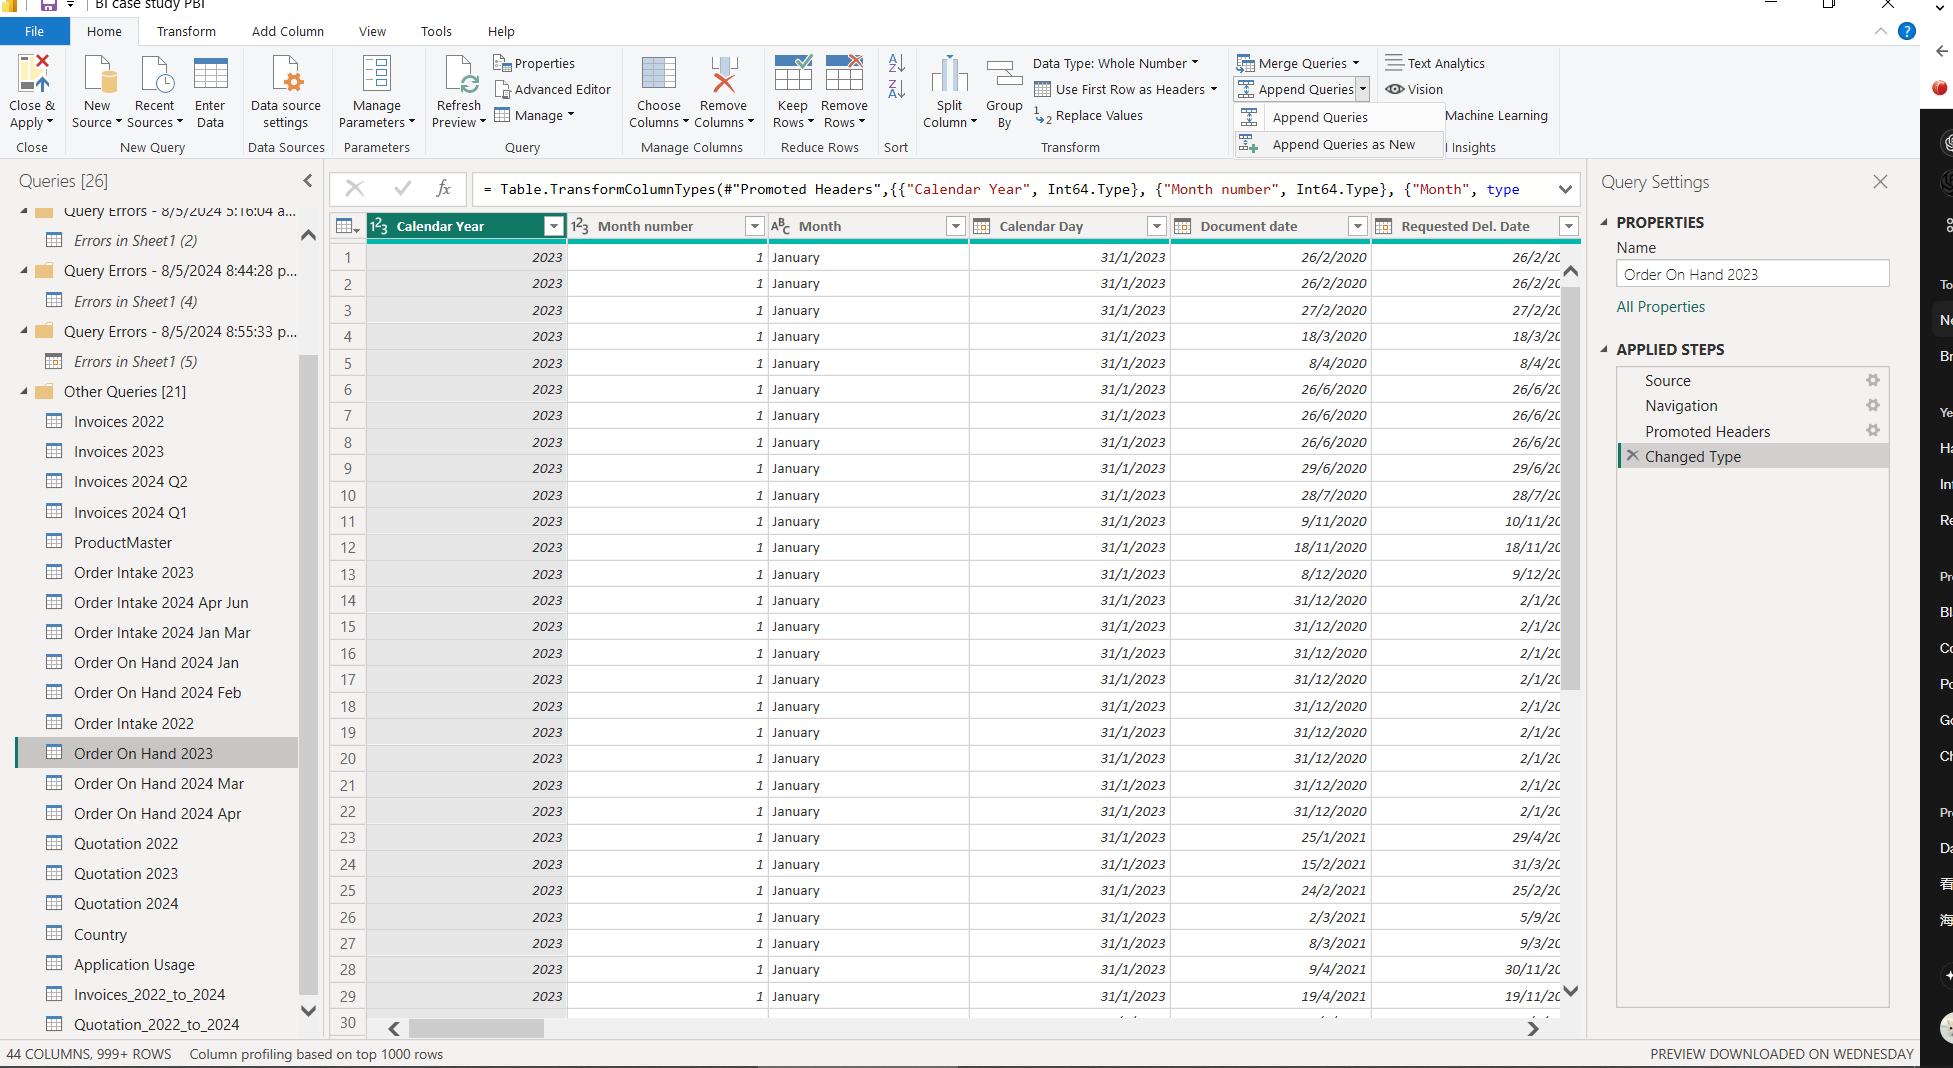 BI case study PBI
File Home Transform Add Column View Tools Help
Close & Apply
Close
New Source
Recent Sources
Enter Data
New Query
Data source settings
Data Sources
Manage Parameters
Parameters
Refresh Preview
Properties
Advanced Editor
Manage
Query
Choose Columns
Remove Columns
Manage Columns
Keep Rows
Remove Rows
Reduce Rows
Sort
Split Column
Group By
Data Type: Whole Number
Use First Row as Headers
Replace Values
Transform
Merge Queries
Append Queries
Append Queries
Append Queries as New
Text Analytics
Vision
Machine Learning
Insights
Queries [26]
Query Errors - 8/5/2024 5:16:04 a...
Errors in Sheet1 (2)
Query Errors - 8/5/2024 8:44:28 p...
Errors in Sheet1 (4)
Query Errors - 8/5/2024 8:55:33 p...
Errors in Sheet1 (5)
Other Queries [21]
Invoices 2022
Invoices 2023
Invoices 2024 Q2
Invoices 2024 Q1
ProductMaster
Order Intake 2023
Order Intake 2024 Apr Jun
Order Intake 2024 Jan Mar
Order On Hand 2024 Jan
Order On Hand 2024 Feb
Order Intake 2022
Order On Hand 2023
Order On Hand 2024 Mar
Order On Hand 2024 Apr
Quotation 2022
Quotation 2023
Quotation 2024
Country
Application Usage
Invoices_2022_to_2024
Quotation_2022_to_2024
= Table.TransformColumnTypes(#"Promoted Headers",{{"Calendar Year", Int64.Type}, {"Month number", Int64.Type}, {"Month", type
Calendar Year Month number Month Calendar Day Document date Requested Del. Date
1 2023 1 January 31/1/2023 26/2/2020 26/2/20
2 2023 1 January 31/1/2023 26/2/2020 26/2/20
3 2023 1 January 31/1/2023 27/2/2020 27/2/20
4 2023 1 January 31/1/2023 18/3/2020 18/3/20
5 2023 1 January 31/1/2023 8/4/2020 8/4/20
6 2023 1 January 31/1/2023 26/6/2020 26/6/20
7 2023 1 January 31/1/2023 26/6/2020 26/6/20
8 2023 1 January 31/1/2023 26/6/2020 26/6/20
9 2023 1 January 31/1/2023 29/6/2020 29/6/20
10 2023 1 January 31/1/2023 28/7/2020 28/7/20
11 2023 1 January 31/1/2023 9/11/2020 10/11/20
12 2023 1 January 31/1/2023 18/11/2020 18/11/20
13 2023 1 January 31/1/2023 8/12/2020 9/12/20
14 2023 1 January 31/1/2023 31/12/2020 2/1/20
15 2023 1 January 31/1/2023 31/12/2020 2/1/20
16 2023 1 January 31/1/2023 31/12/2020 2/1/20
17 2023 1 January 31/1/2023 31/12/2020 2/1/20
18 2023 1 January 31/1/2023 31/12/2020 2/1/20
19 2023 1 January 31/1/2023 31/12/2020 2/1/20
20 2023 1 January 31/1/2023 31/12/2020 2/1/20
21 2023 1 January 31/1/2023 31/12/2020 2/1/20
22 2023 1 January 31/1/2023 31/12/2020 2/1/20
23 2023 1 January 31/1/2023 25/1/2021 29/4/20
24 2023 1 January 31/1/2023 15/2/2021 31/3/20
25 2023 1 January 31/1/2023 24/2/2021 25/2/20
26 2023 1 January 31/1/2023 2/3/2021 5/9/20
27 2023 1 January 31/1/2023 8/3/2021 9/3/20
28 2023 1 January 31/1/2023 9/4/2021 30/11/20
29 2023 1 January 31/1/2023 19/4/2021 19/11/20
30
Query Settings
PROPERTIES
Name
Order On Hand 2023
All Properties
APPLIED STEPS
Source
Navigation
Promoted Headers
Changed Type
44 COLUMNS, 999+ ROWS Column profiling based on top 1000 rows
PREVIEW DOWNLOADED ON WEDNESDAY